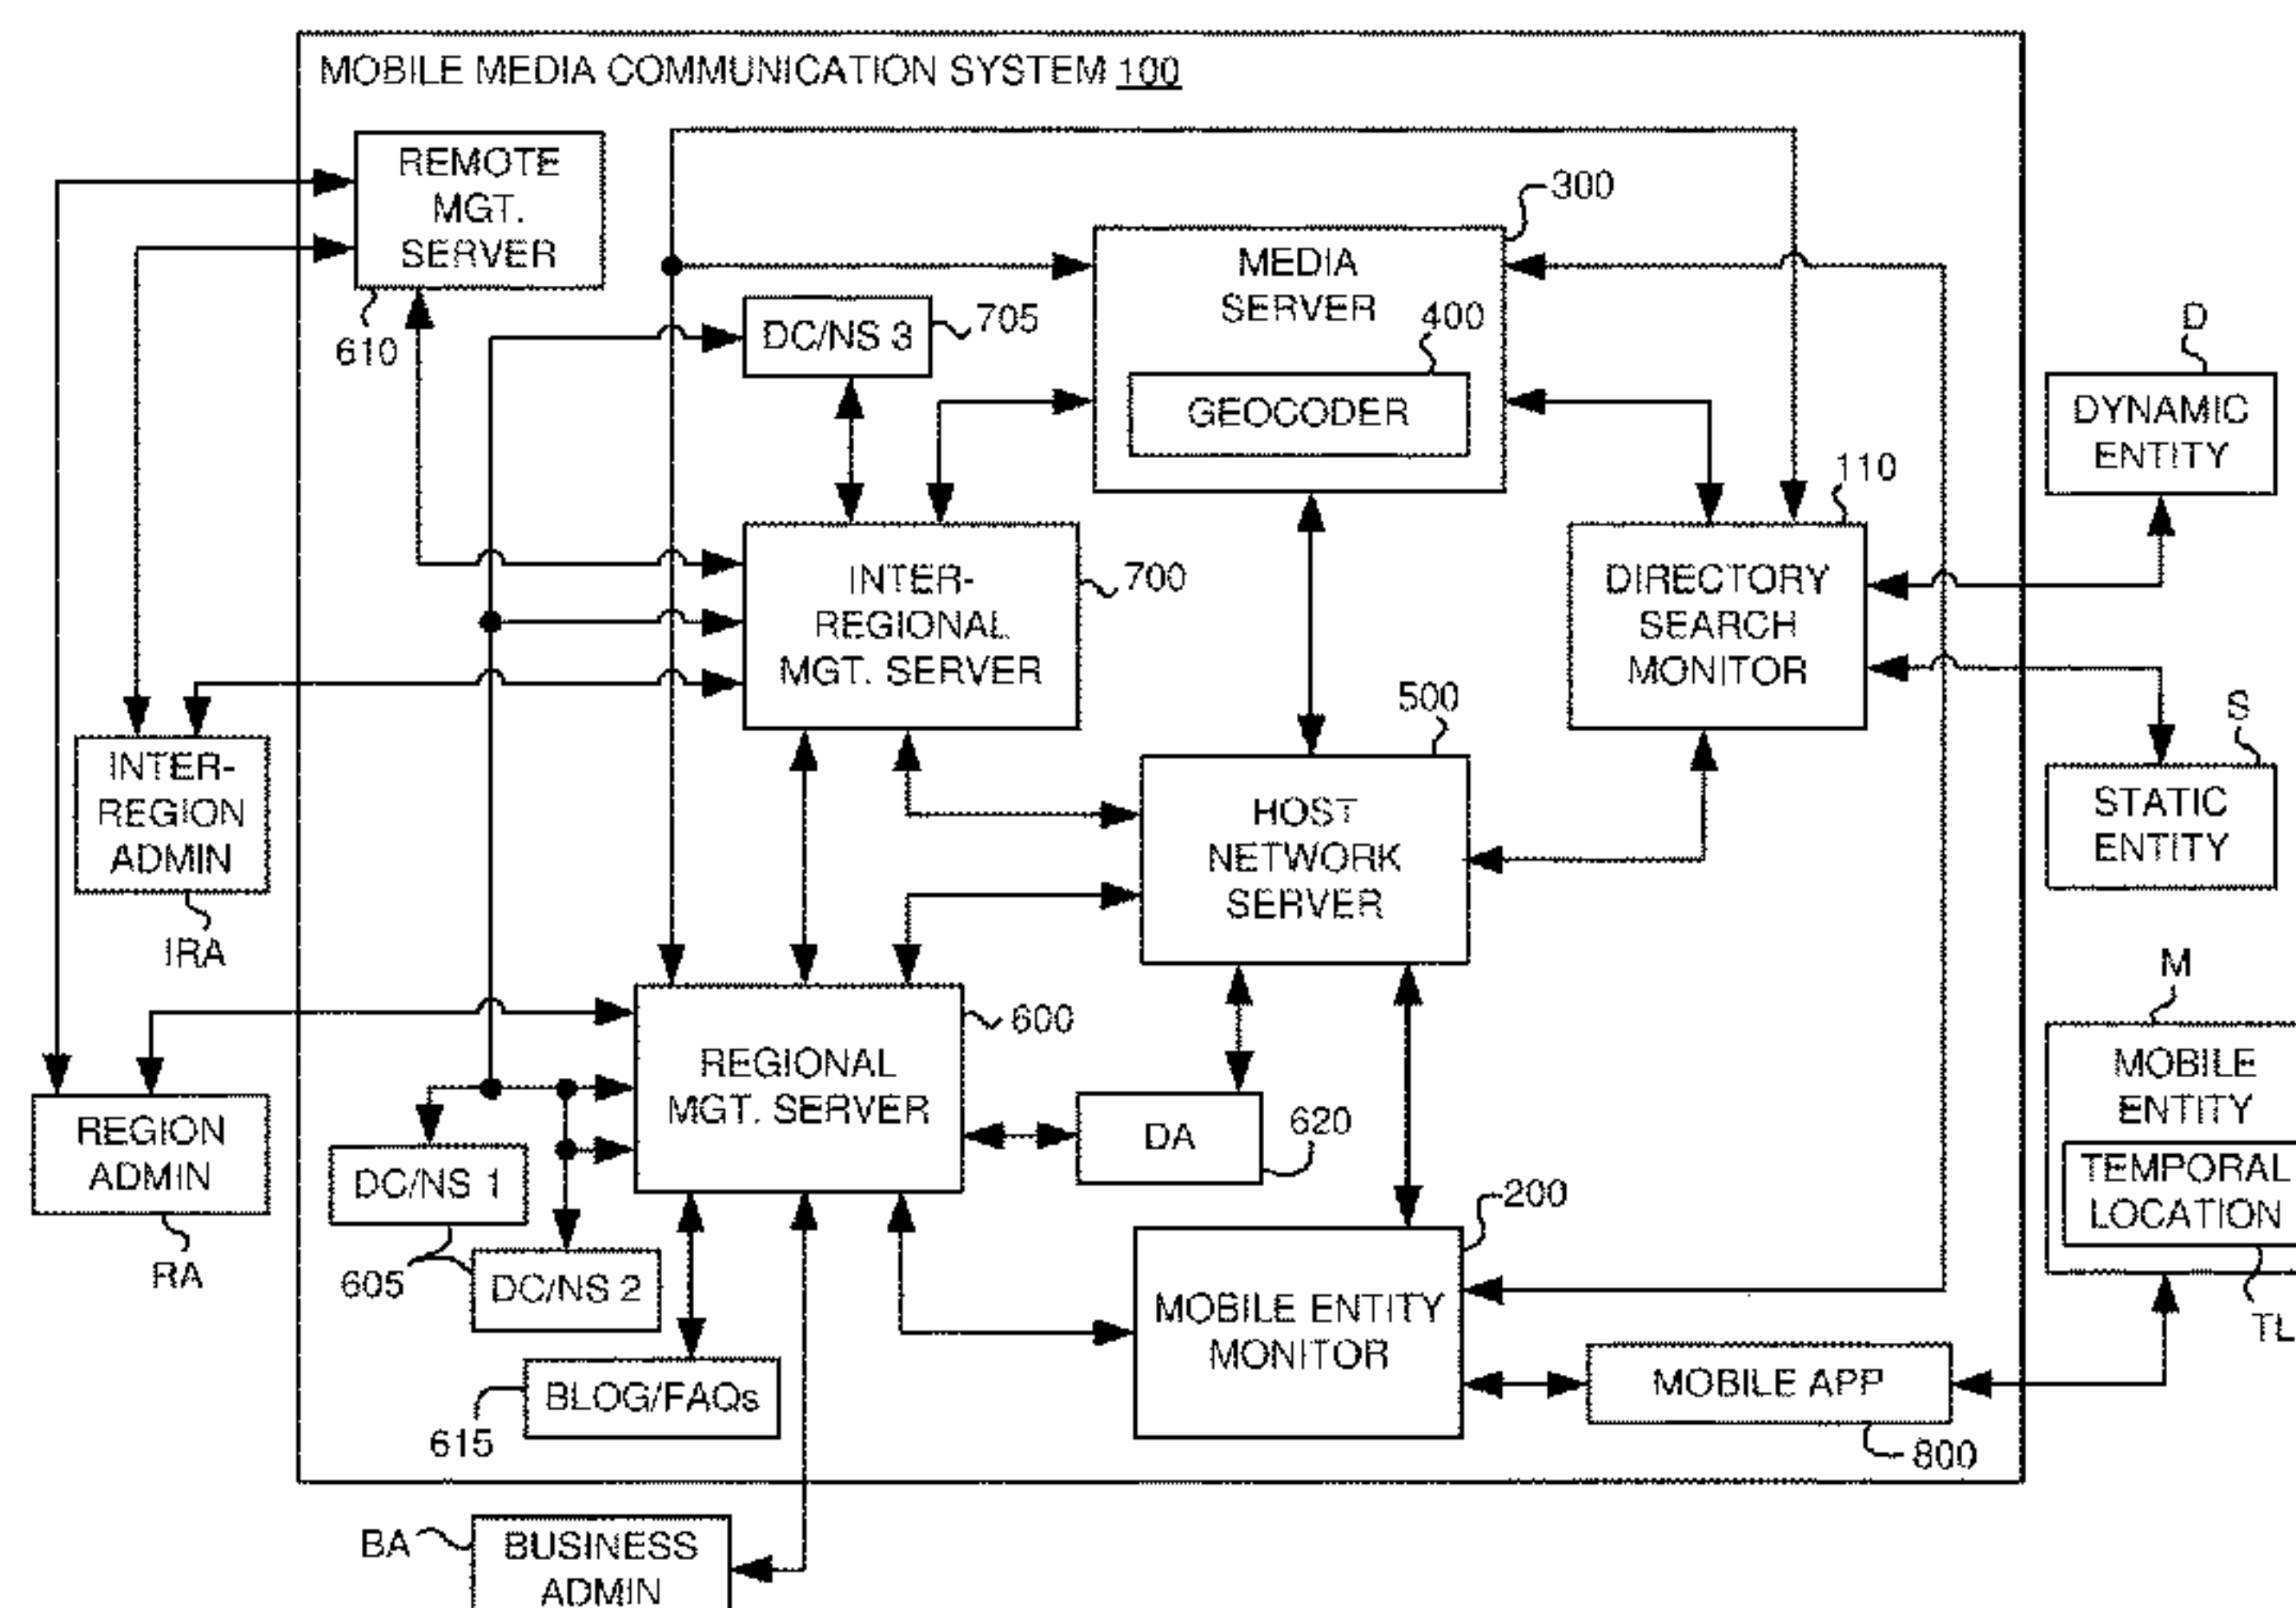 MOBILE MEDIA COMMUNICATION SYSTEM 100
REMOTE
MGT.
SERVER
610
300
MEDIA
SERVER
400
GEOCODER
DC/NS 3
705
D
DYNAMIC
ENTITY
110
INTER-
REGIONAL
MGT. SERVER
700
DIRECTORY
SEARCH
MONITOR
500
S
STATIC
ENTITY
INTER-
REGION
ADMIN
IRA
HOST
NETWORK
SERVER
M
MOBILE
ENTITY
TEMPORAL
LOCATION
TL
600
REGIONAL
MGT. SERVER
REGION
ADMIN
RA
DC/NS 1
605
DC/NS 2
DA
620
200
MOBILE ENTITY
MONITOR
MOBILE APP
800
BLOG/FAQs
615
BA
BUSINESS
ADMIN